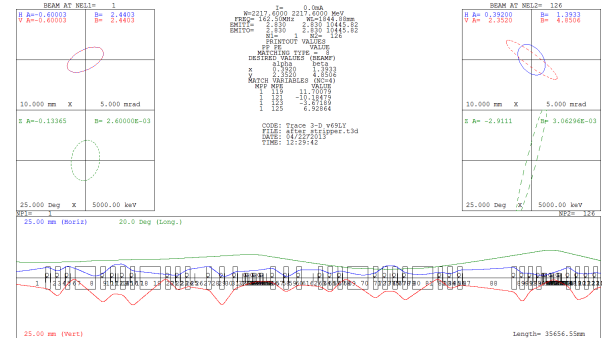 BEAM AT NEL1= 1
H A=-0.60003 B= 2.4403
V A=-0.60003 B= 2.4403
10.000 mm X 5.000 mrad
Z A=-0.13365 B= 2.60000E-03
25.00 Deg X 5000.00 keV
NP1= 1
I= 0.0mA
W=2217.6000 2217.6000 MeV
FREQ= 162.50MHz WL=1844.88mm
EMITI= 2.830 2.830 10445.82
EMITO= 2.830 2.830 10445.82
N1= 1 N2= 126
PRINTOUT VALUES
PP PE VALUE
MATCHING TYPE = 8
DESIRED VALUES (BEAMF)
alpha beta
x 0.3920 1.3933
y 2.3520 4.8506
MATCH VARIABLES (NC=4)
MPP MPE VALUE
1 119 11.70079
1 121 -10.18479
1 123 -3.67189
1 125 6.92864
CODE: Trace 3-D v69LY
FILE: after_stripper.t3d
DATE: 04/22/2013
TIME: 12:29:42
BEAM AT NEL2= 126
H A= 0.39200 B= 1.3933
V A= 2.3520 B= 4.8506
10.000 mm X 5.000 mrad
Z A= -2.9111 B= 3.06296E-03
25.00 Deg X 5000.00 keV
NP2= 126
25.00 mm (Horiz) 20.0 Deg (Long.)
25.00 mm (Vert)
Length= 35656.55mm